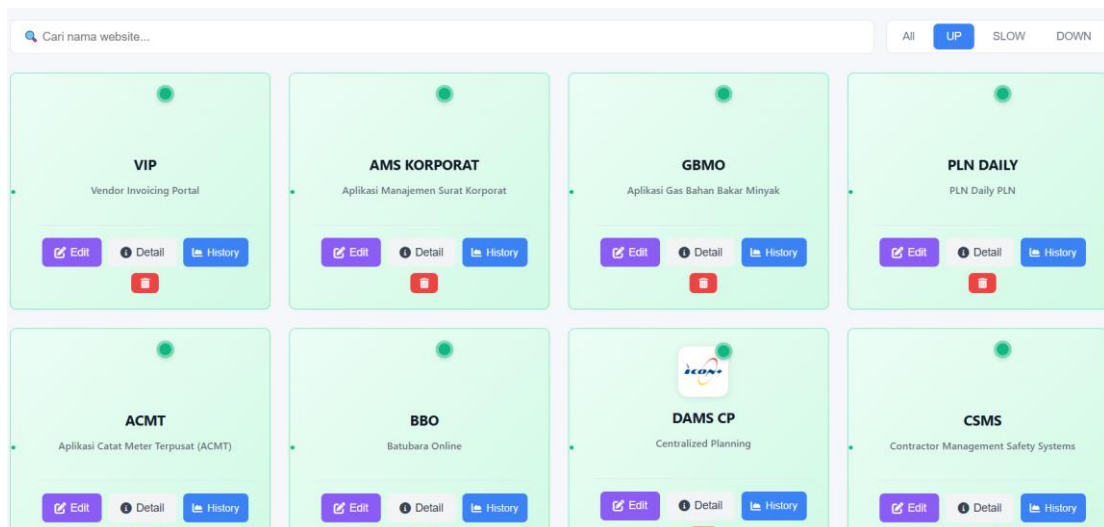 Cari nama website...
All UP SLOW DOWN
VIP
Vendor Invoicing Portal
Edit Detail History
AMS KORPORAT
Aplikasi Manajemen Surat Korporat
Edit Detail History
GBMO
Aplikasi Gas Bahan Bakar Minyak
Edit Detail History
PLN DAILY
PLN Daily PLN
Edit Detail History
ACMT
Aplikasi Catat Meter Terpusat (ACMT)
Edit Detail History
BBO
Batubara Online
Edit Detail History
icon+
DAMS CP
Centralized Planning
Edit Detail History
CSMS
Contractor Management Safety Systems
Edit Detail History